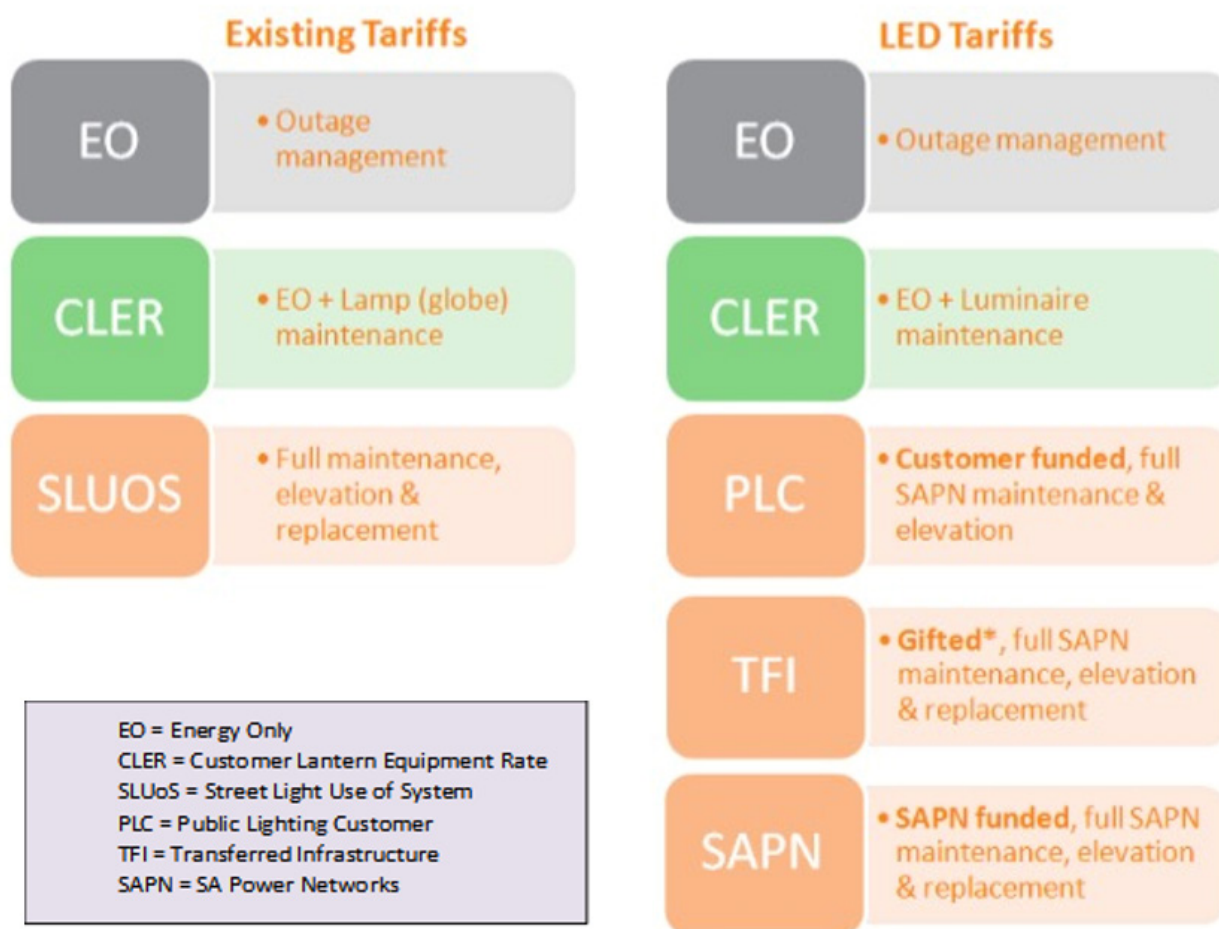 Existing Tariffs
EO
• Outage
management
CLER
• EO + Lamp (globe)
maintenance
SLUOS
• Full maintenance,
elevation &
replacement
LED Tariffs
EO
• Outage management
CLER
• EO + Luminaire
maintenance
PLC
• Customer funded, full
SAPN maintenance &
elevation
TFI
• Gifted*, full SAPN
maintenance, elevation
& replacement
SAPN
• SAPN funded, full SAPN
maintenance, elevation
& replacement
EO = Energy Only
CLER = Customer Lantern Equipment Rate
SLUoS = Street Light Use of System
PLC = Public Lighting Customer
TFI = Transferred Infrastructure
SAPN = SA Power Networks